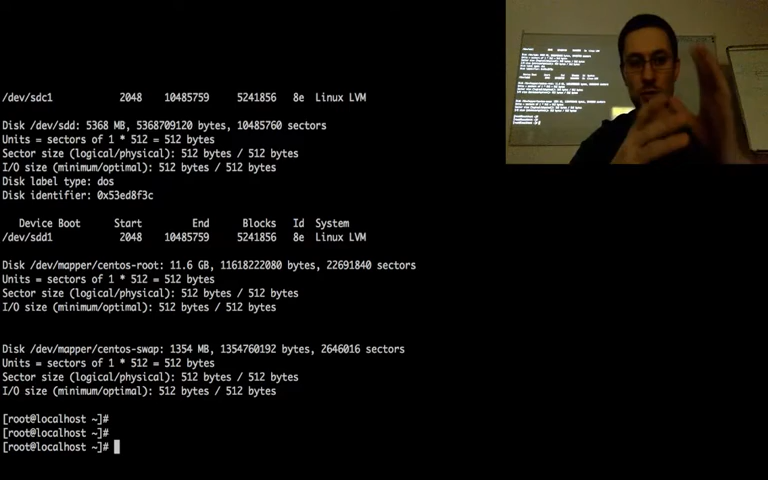 /dev/sdc1 2048 10485759 5241856 8e Linux LVM
Disk /dev/sdd: 5368 MB, 5368709120 bytes, 10485760 sectors
Units = sectors of 1 * 512 = 512 bytes
Sector size (logical/physical): 512 bytes / 512 bytes
I/O size (minimum/optimal): 512 bytes / 512 bytes
Disk label type: dos
Disk identifier: 0x53ed8f3c
Device Boot Start End Blocks Id System
/dev/sdd1 2048 10485759 5241856 8e Linux LVM
Disk /dev/mapper/centos-root: 11.6 GB, 11618222080 bytes, 22691840 sectors
Units = sectors of 1 * 512 = 512 bytes
Sector size (logical/physical): 512 bytes / 512 bytes
I/O size (minimum/optimal): 512 bytes / 512 bytes
Disk /dev/mapper/centos-swap: 1354 MB, 1354760192 bytes, 2646016 sectors
Units = sectors of 1 * 512 = 512 bytes
Sector size (logical/physical): 512 bytes / 512 bytes
I/O size (minimum/optimal): 512 bytes / 512 bytes
[root@localhost ~]#
[root@localhost ~]#
[root@localhost ~]#